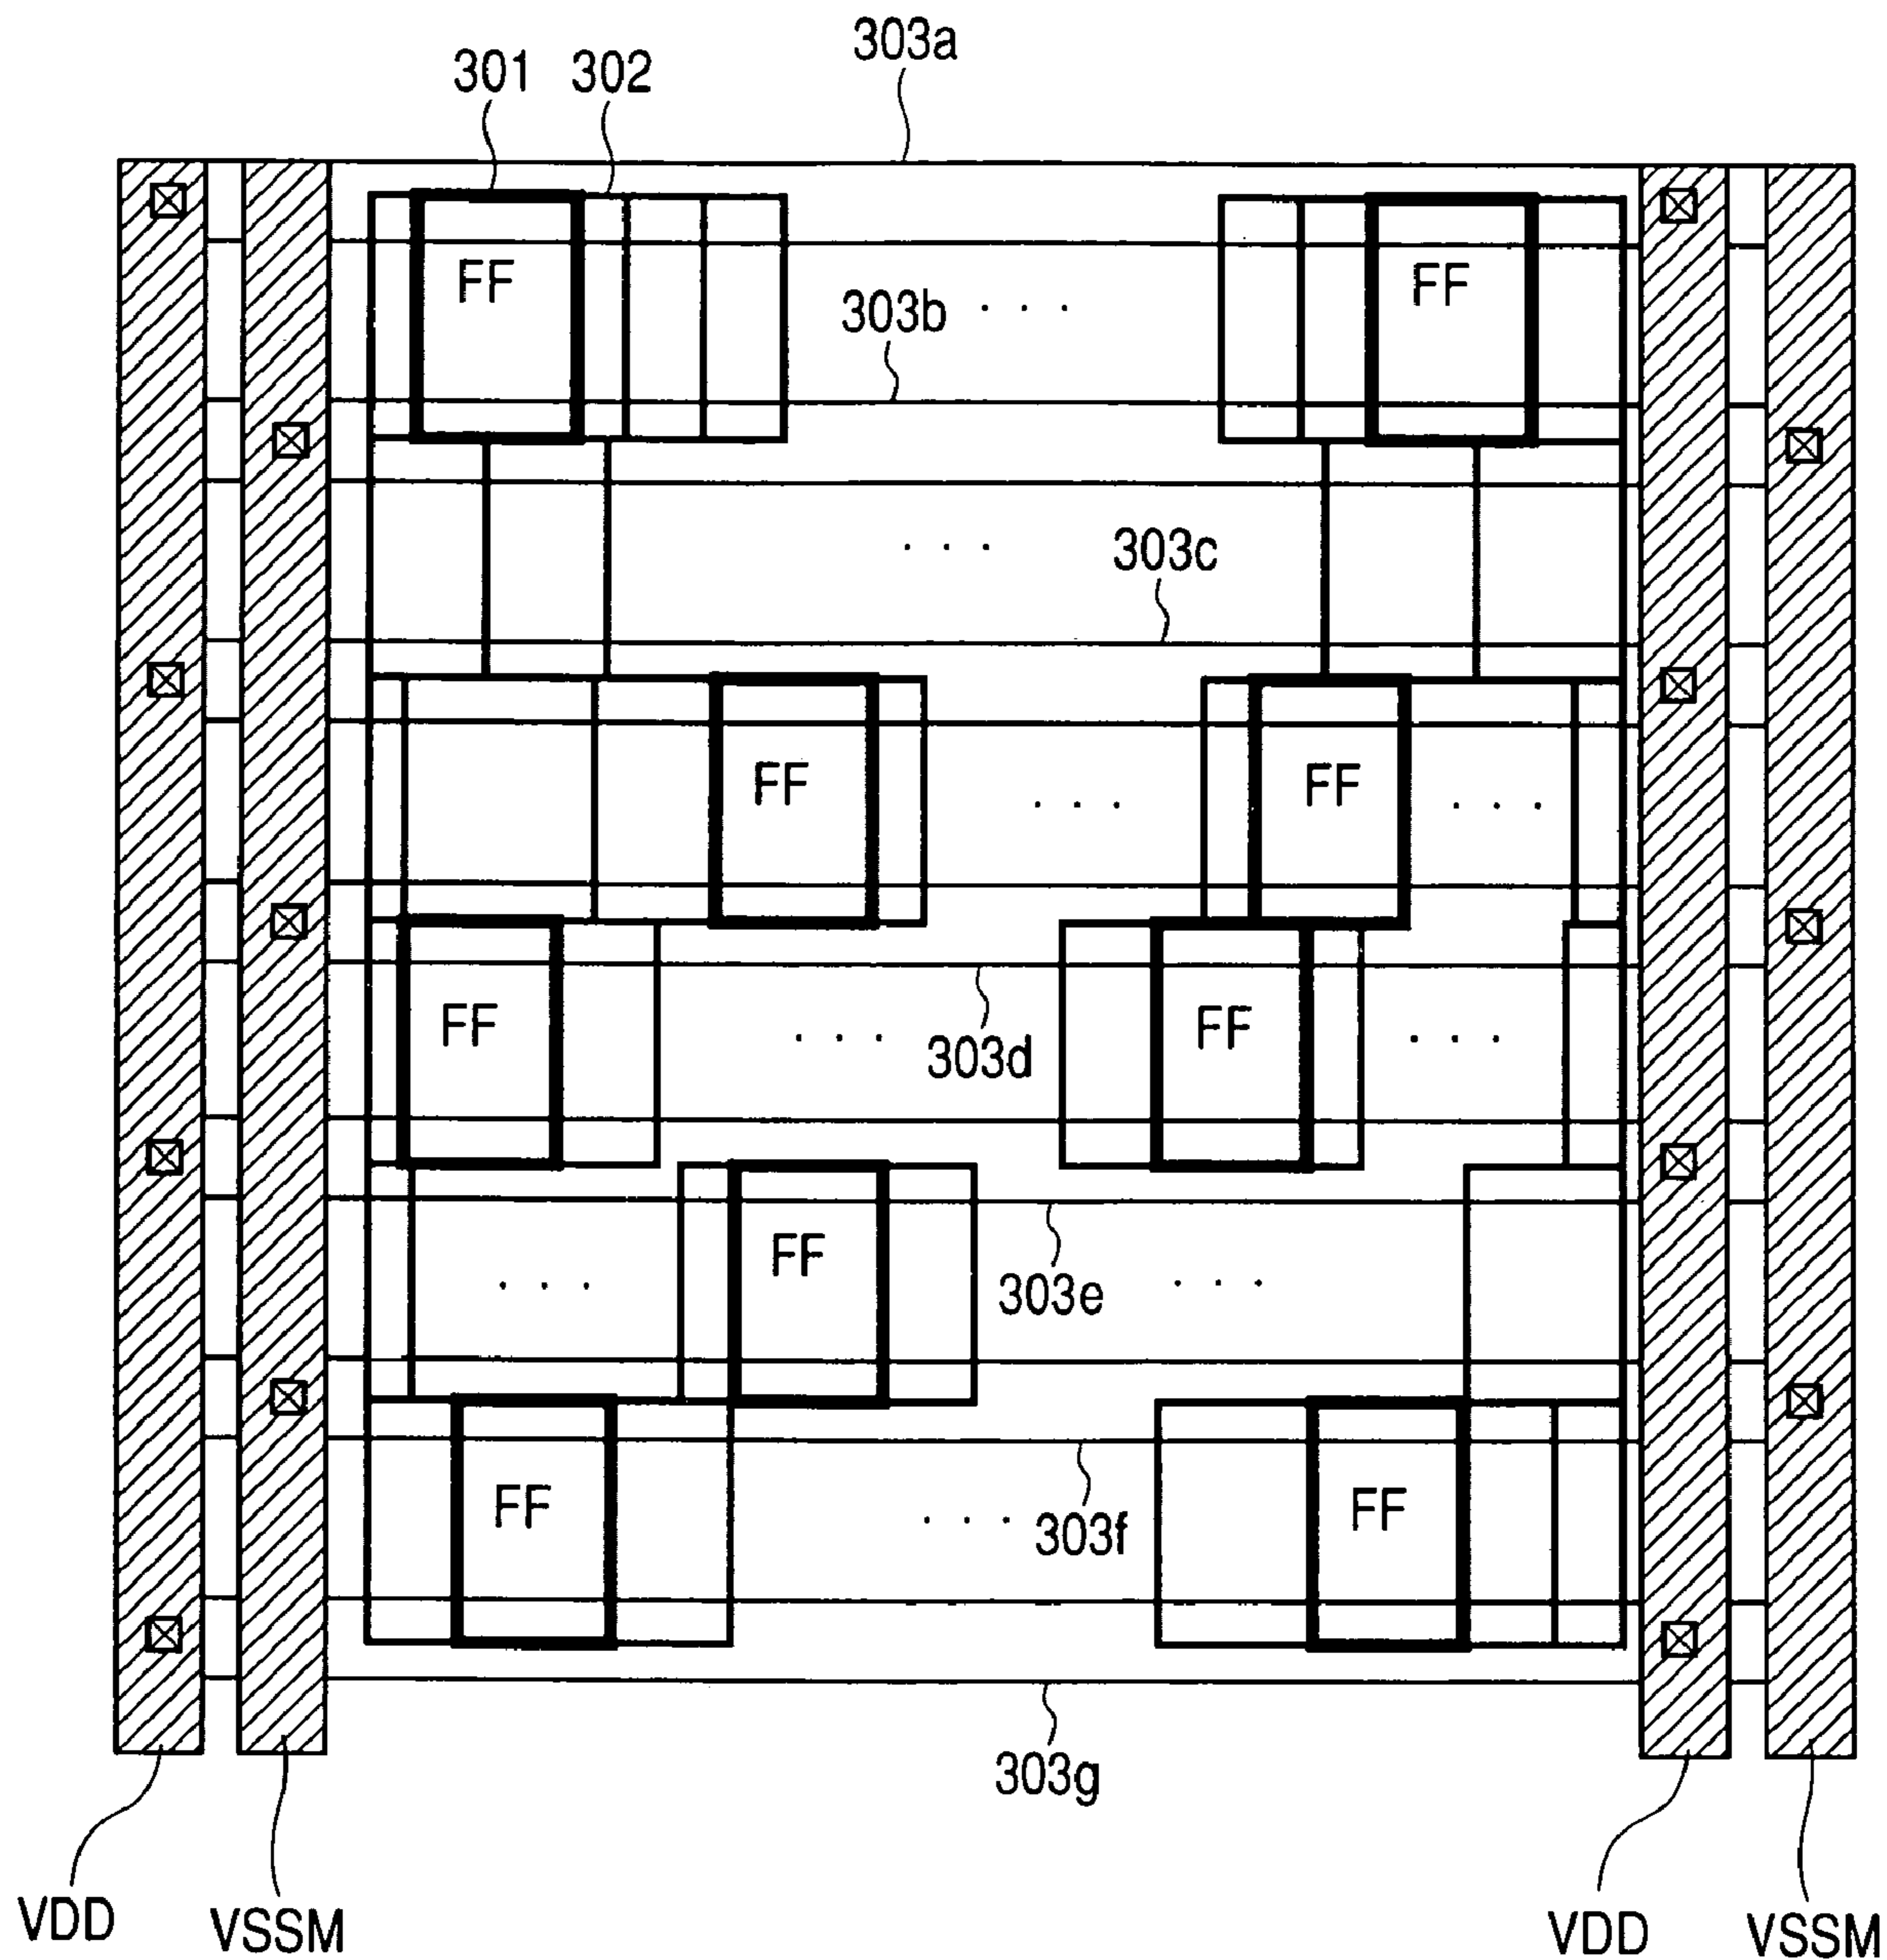 303a
301 302
FF FF
303b . . .
. . . 303c
FF . . . FF . . .
FF . . . 303d FF . . .
. . . FF 303e . . .
FF . . . 303f FF
303g
VDD VSSM VDD VSSM